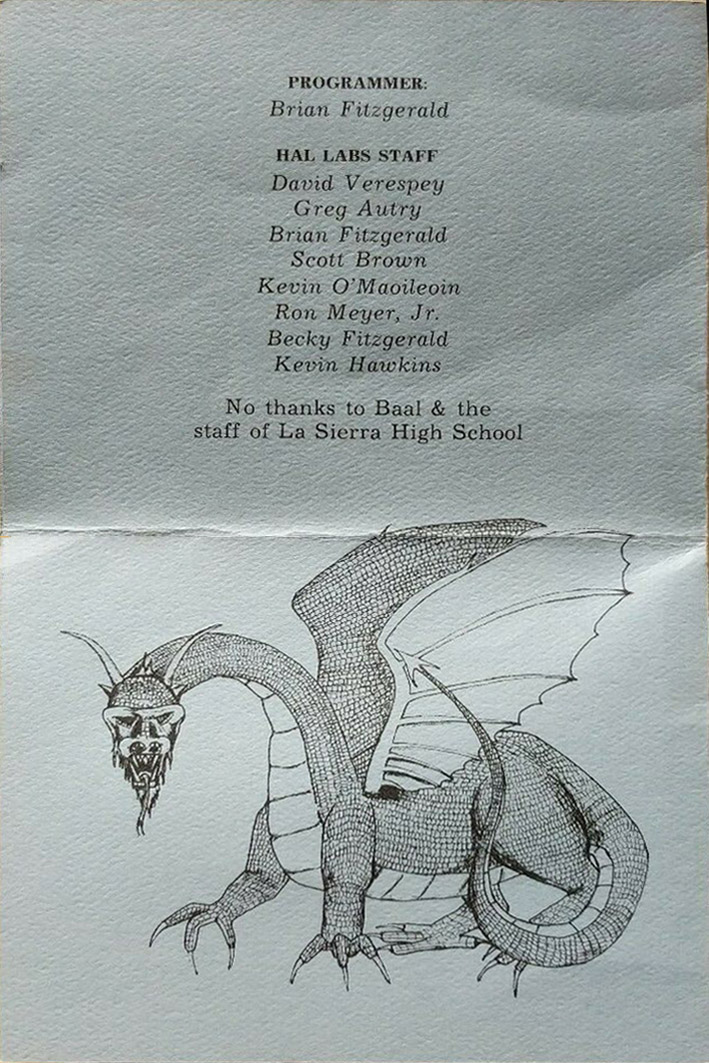 PROGRAMMER:
Brian Fitzgerald
HAL LABS STAFF
David Verespey
Greg Autry
Brian Fitzgerald
Scott Brown
Kevin O'Maoileoin
Ron Meyer, Jr.
Becky Fitzgerald
Kevin Hawkins
No thanks to Baal & the
staff of La Sierra High School